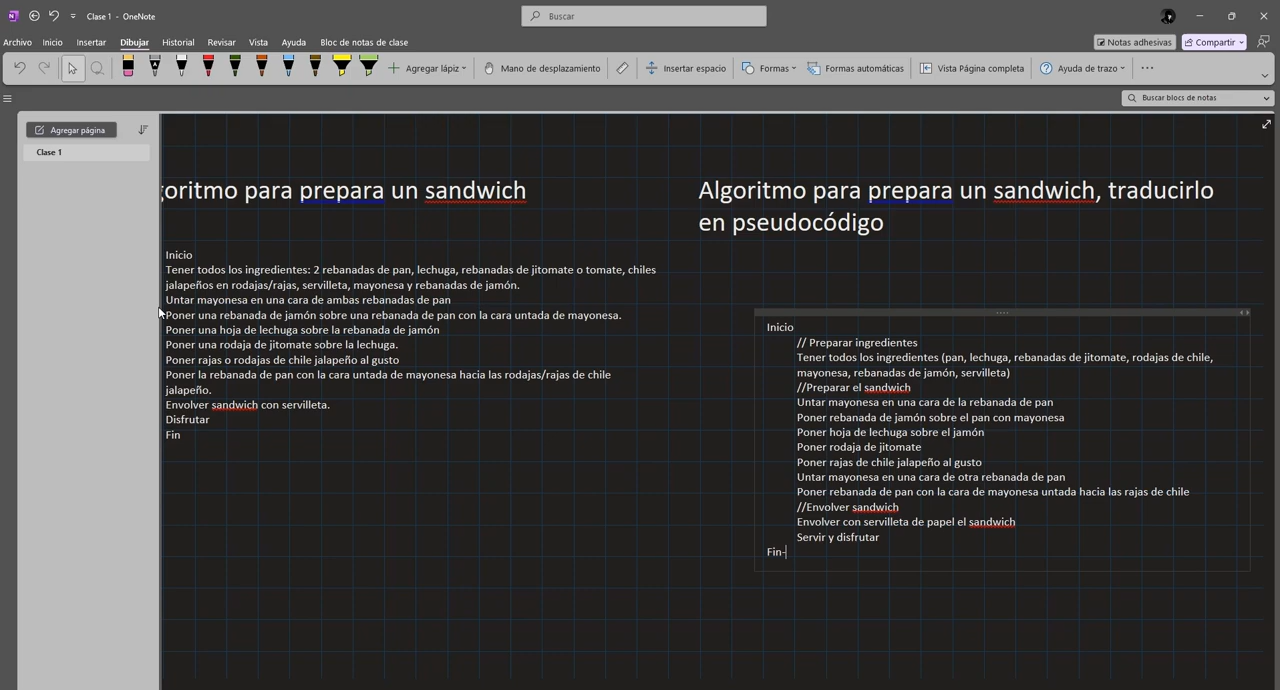 Clase 1 - OneNote
Buscar
Archivo Inicio Insertar Dibujar Historial Revisar Vista Ayuda Bloc de notas de clase
Notas adhesivas Compartir
Agregar lápiz Mano de desplazamiento Insertar espacio Formas Formas automáticas Vista Página completa Ayuda de trazo
Buscar blocs de notas
Agregar página
Clase 1
goritmo para prepara un sandwich
Inicio
Tener todos los ingredientes: 2 rebanadas de pan, lechuga, rebanadas de jitomate o tomate, chiles
jalapeños en rodajas/rajas, servilleta, mayonesa y rebanadas de jamón.
Untar mayonesa en una cara de ambas rebanadas de pan
Poner una rebanada de jamón sobre una rebanada de pan con la cara untada de mayonesa.
Poner una hoja de lechuga sobre la rebanada de jamón
Poner una rodaja de jitomate sobre la lechuga.
Poner rajas o rodajas de chile jalapeño al gusto
Poner la rebanada de pan con la cara untada de mayonesa hacia las rodajas/rajas de chile
jalapeño.
Envolver sandwich con servilleta.
Disfrutar
Fin
Algoritmo para prepara un sandwich, traducirlo
en pseudocódigo
Inicio
// Preparar ingredientes
Tener todos los ingredientes (pan, lechuga, rebanadas de jitomate, rodajas de chile,
mayonesa, rebanadas de jamón, servilleta)
//Preparar el sandwich
Untar mayonesa en una cara de la rebanada de pan
Poner rebanada de jamón sobre el pan con mayonesa
Poner hoja de lechuga sobre el jamón
Poner rodaja de jitomate
Poner rajas de chile jalapeño al gusto
Untar mayonesa en una cara de otra rebanada de pan
Poner rebanada de pan con la cara de mayonesa untada hacia las rajas de chile
//Envolver sandwich
Envolver con servilleta de papel el sandwich
Servir y disfrutar
Fin-